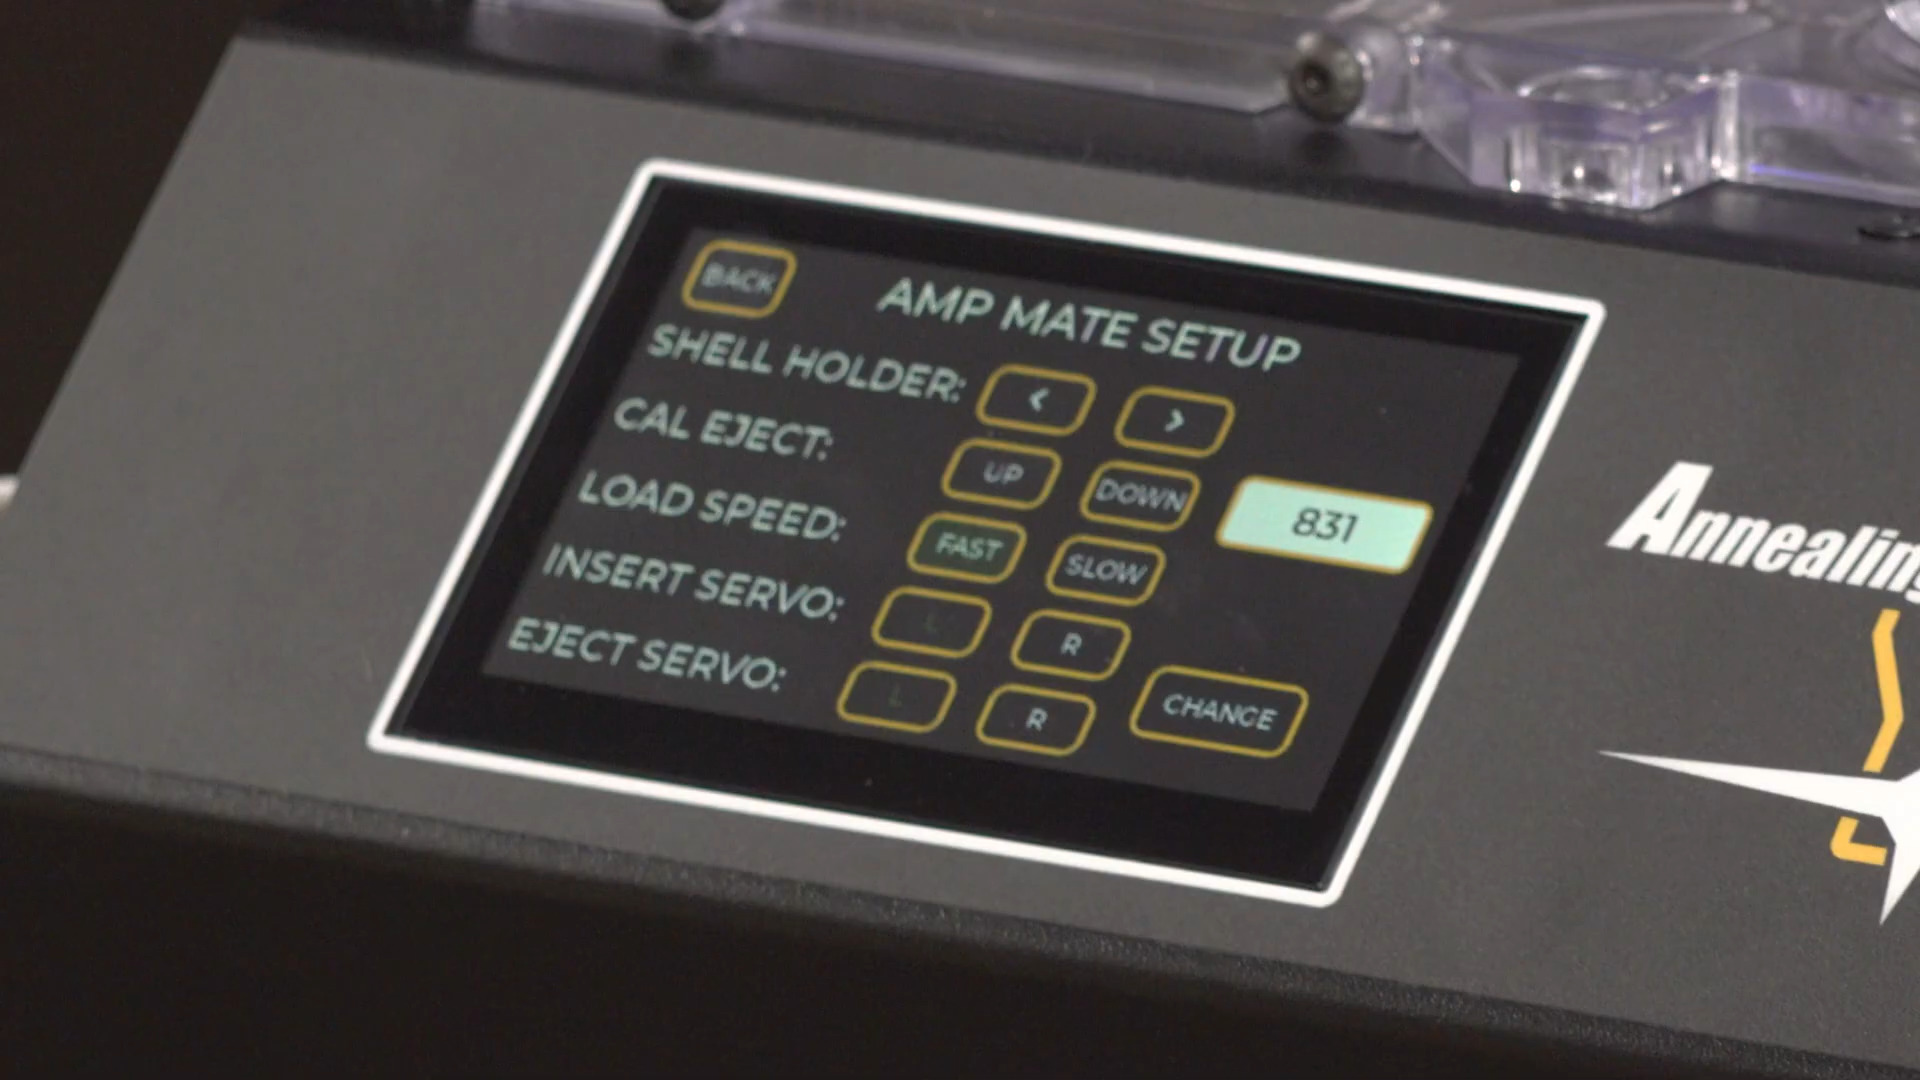 BACK
AMP MATE SETUP
SHELL HOLDER: < >
CAL EJECT: UP DOWN 831
LOAD SPEED: FAST SLOW
INSERT SERVO: L R
EJECT SERVO: L R CHANGE
Annealing